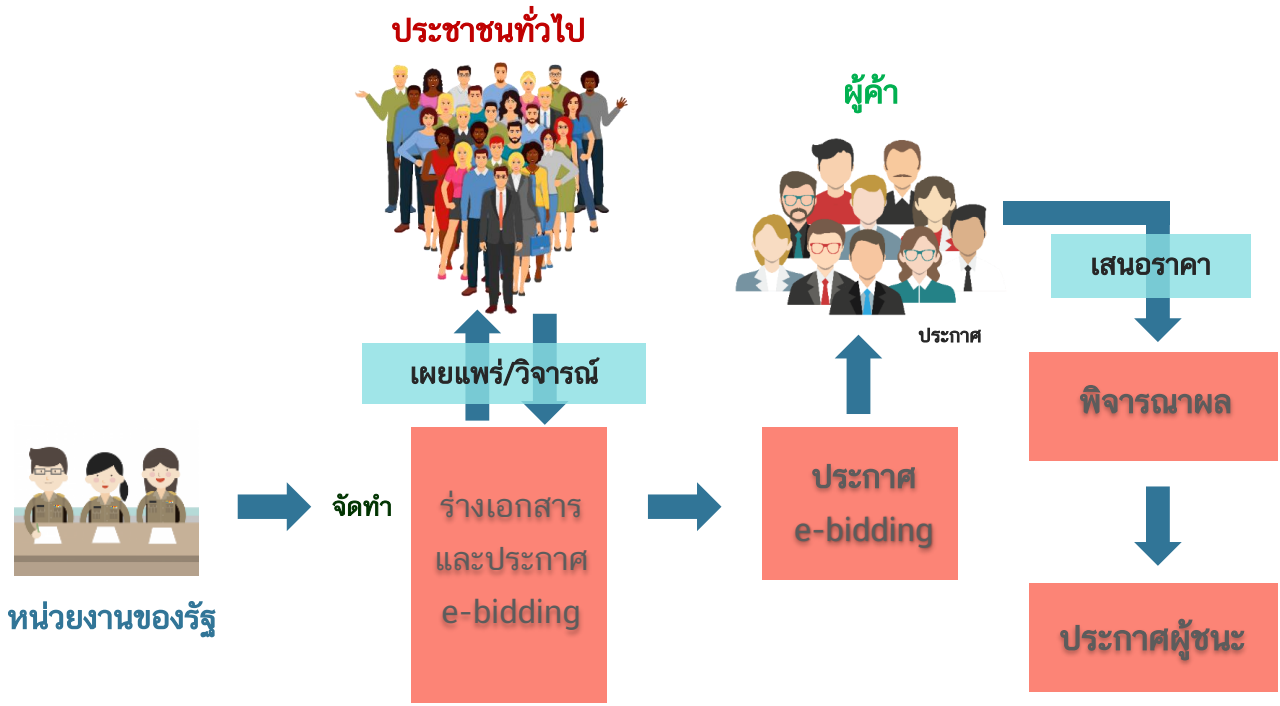 ประชาชนทั่วไป
ผู้ค้า
เสนอราคา
ประกาศ
เผยแพร่/วิจารณ์
พิจารณาผล
หน่วยงานของรัฐ
จัดทำ
ร่างเอกสาร
และประกาศ
e-bidding
ประกาศ
e-bidding
ประกาศผู้ชนะ